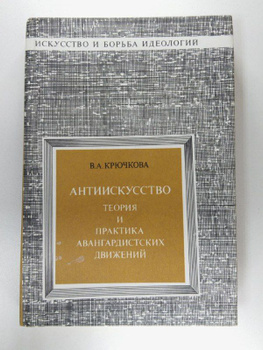 ИСКУССТВО И БОРЬБА ИДЕОЛОГИЙ
В.А.КРЮЧКОВА
АНТИИСКУССТВО
ТЕОРИЯ
И
ПРАКТИКА
АВАНГАРДИСТСКИХ
ДВИЖЕНИЙ